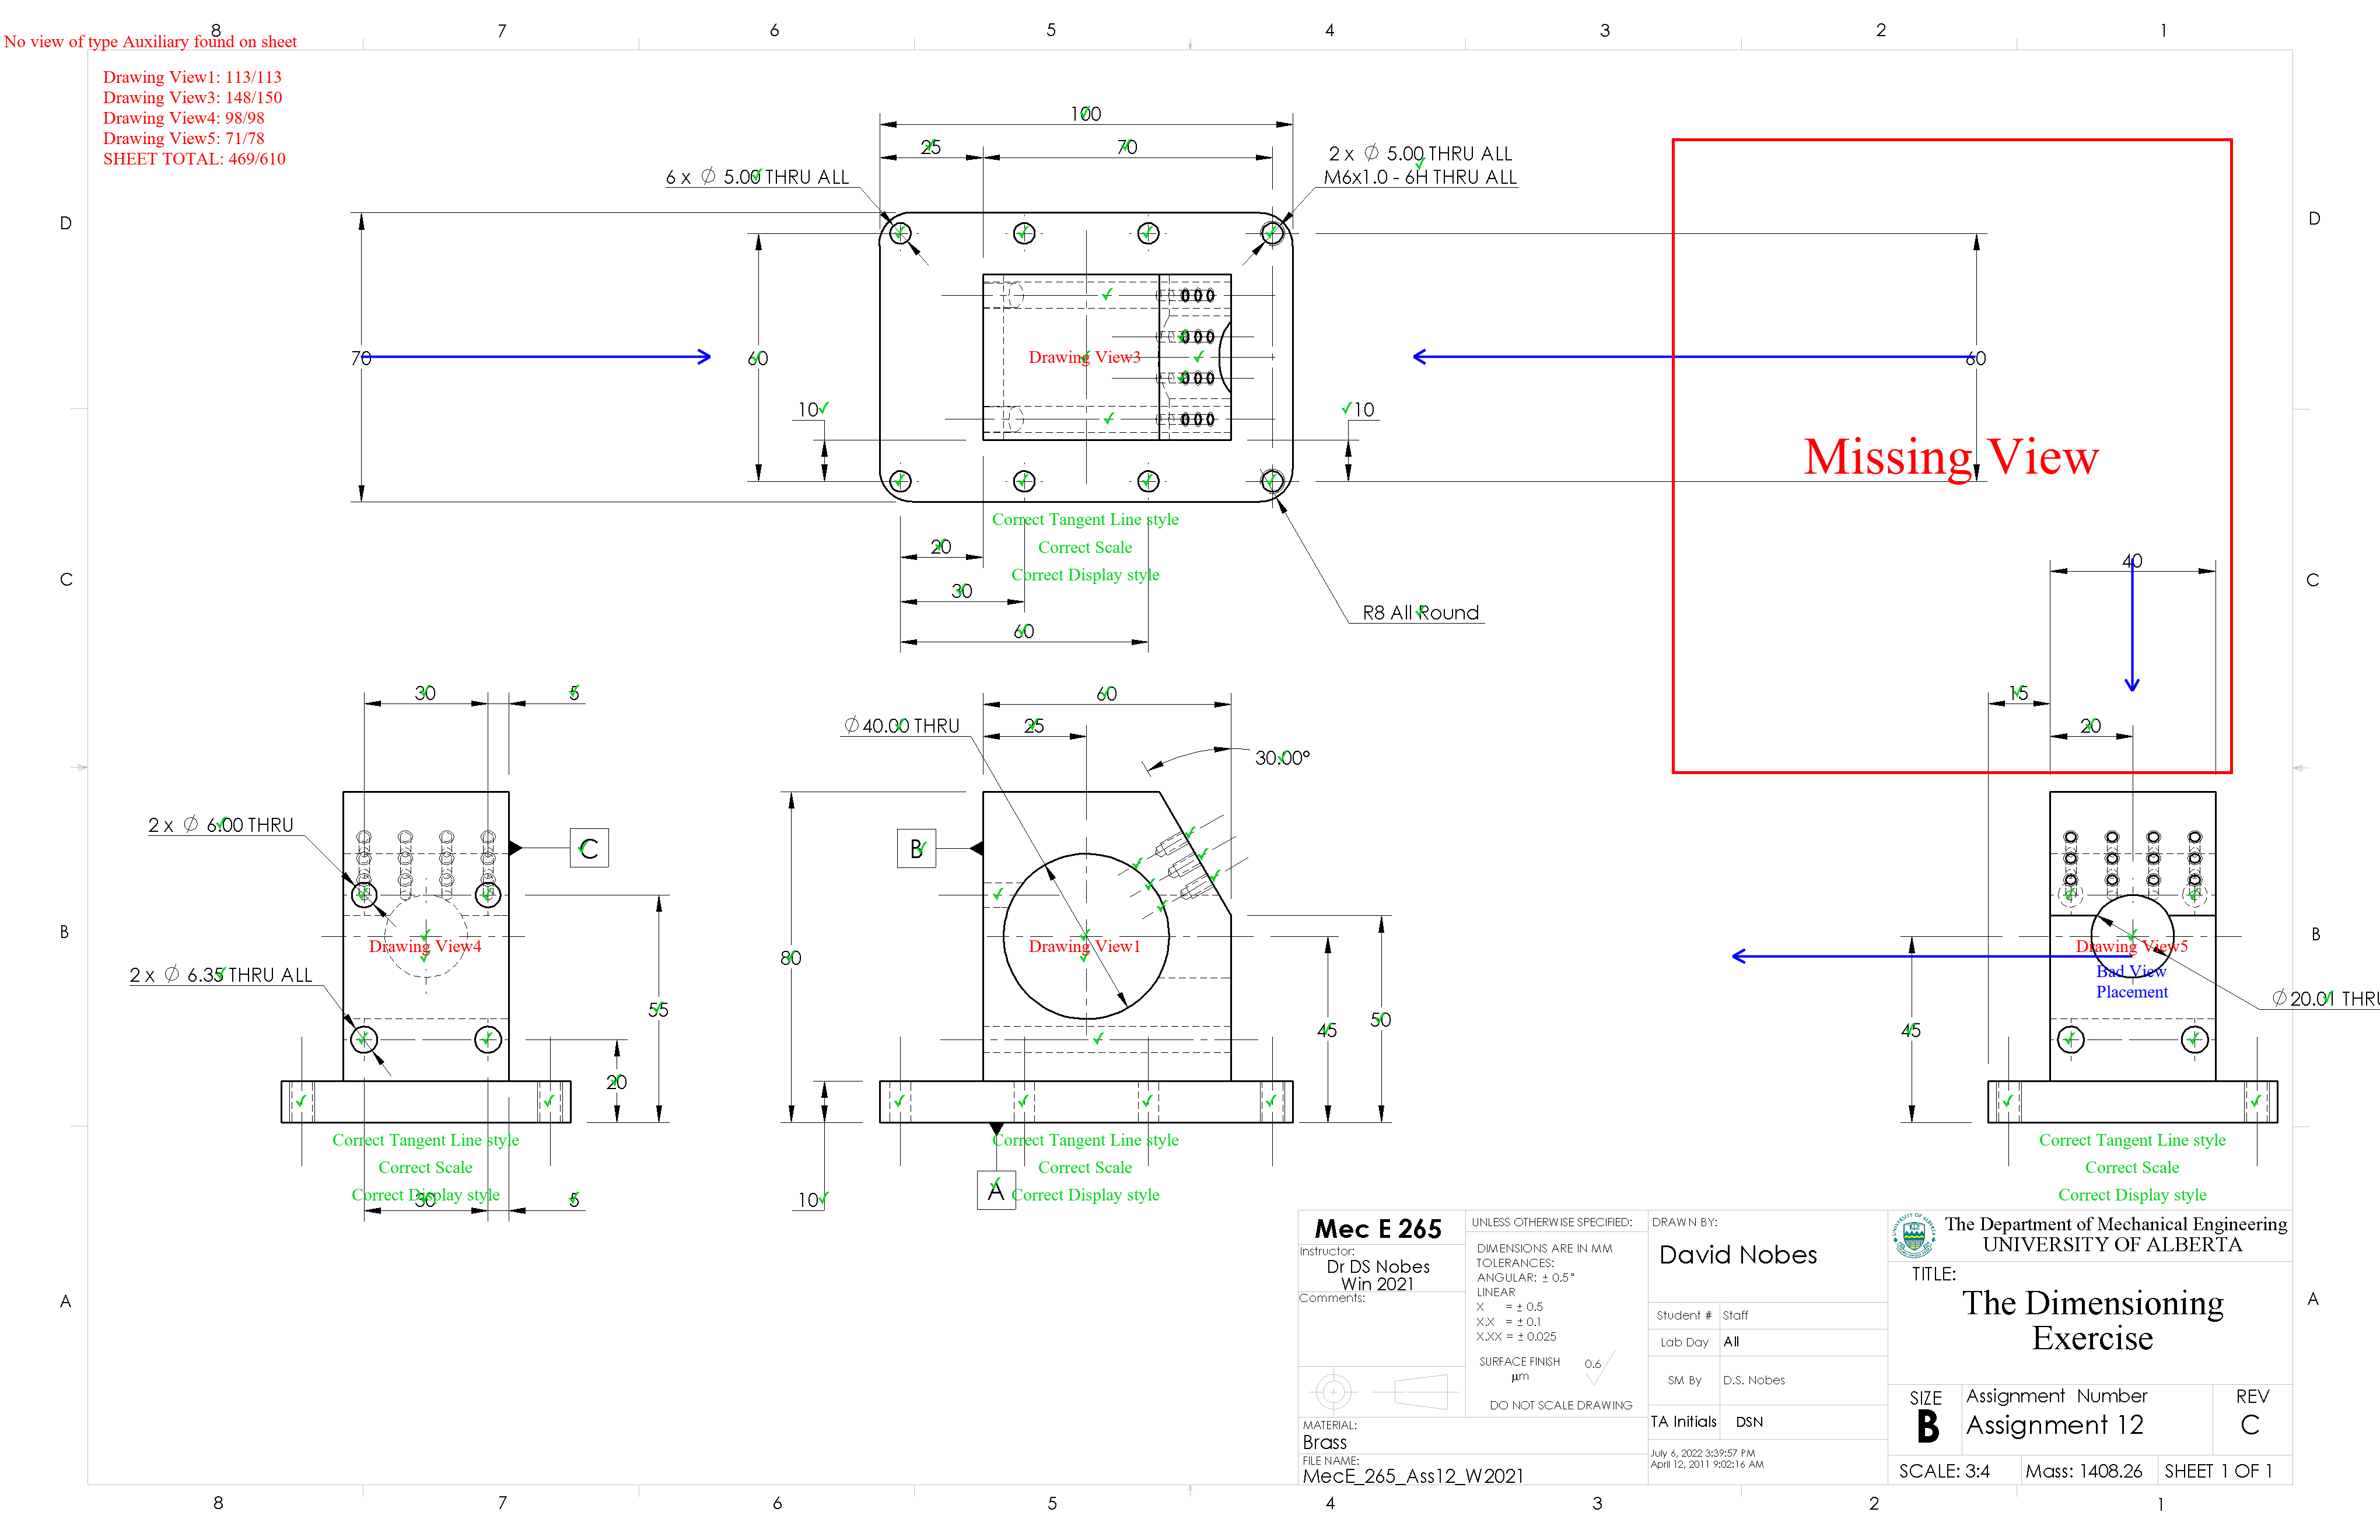 8 7 6 5 4 3 2 1
No view of type Auxiliary found on sheet
Drawing View1: 113/113
Drawing View3: 148/150
Drawing View4: 98/98
Drawing View5: 71/78
SHEET TOTAL: 469/610
100
25 70
6 x ∅ 5.00 THRU ALL
2 x ∅ 5.00 THRU ALL
M6x1.0 - 6H THRU ALL
D D
70
60
Drawing View3
60
10
10
Missing View
Correct Tangent Line style
Correct Scale
Correct Display style
20
30
60
R8 All Round
40
C C
30 5
60
15
∅40.00 THRU
25
20
30.00°
2 x ∅ 6.00 THRU
C
B
Drawing View4
Drawing View1
Drawing View5
Bad View
Placement
B B
2 x ∅ 6.35 THRU ALL
80
∅20.01 THRU
55
45
50
45
20
Correct Tangent Line style
Correct Scale
Correct Display style
30 5
Correct Tangent Line style
Correct Scale
Correct Display style
A
10
Correct Tangent Line style
Correct Scale
Correct Display style
A A
Mec E 265
Instructor:
Dr DS Nobes
Win 2021
Comments:
MATERIAL:
Brass
FILE NAME:
MecE_265_Ass12_W2021
UNLESS OTHERWISE SPECIFIED:
DIMENSIONS ARE IN MM
TOLERANCES:
ANGULAR: ± 0.5°
LINEAR
X = ± 0.5
X.X = ± 0.1
X.XX = ± 0.025
SURFACE FINISH 0.6
μm
DO NOT SCALE DRAWING
DRAWN BY:
David Nobes
Student # Staff
Lab Day All
SM By D.S. Nobes
TA Initials DSN
July 6, 2022 3:39:57 PM
April 12, 2011 9:02:16 AM
The Department of Mechanical Engineering
UNIVERSITY OF ALBERTA
TITLE:
The Dimensioning
Exercise
SIZE
B
Assignment Number
Assignment 12
REV
C
SCALE: 3:4 Mass: 1408.26 SHEET 1 OF 1
8 7 6 5 4 3 2 1